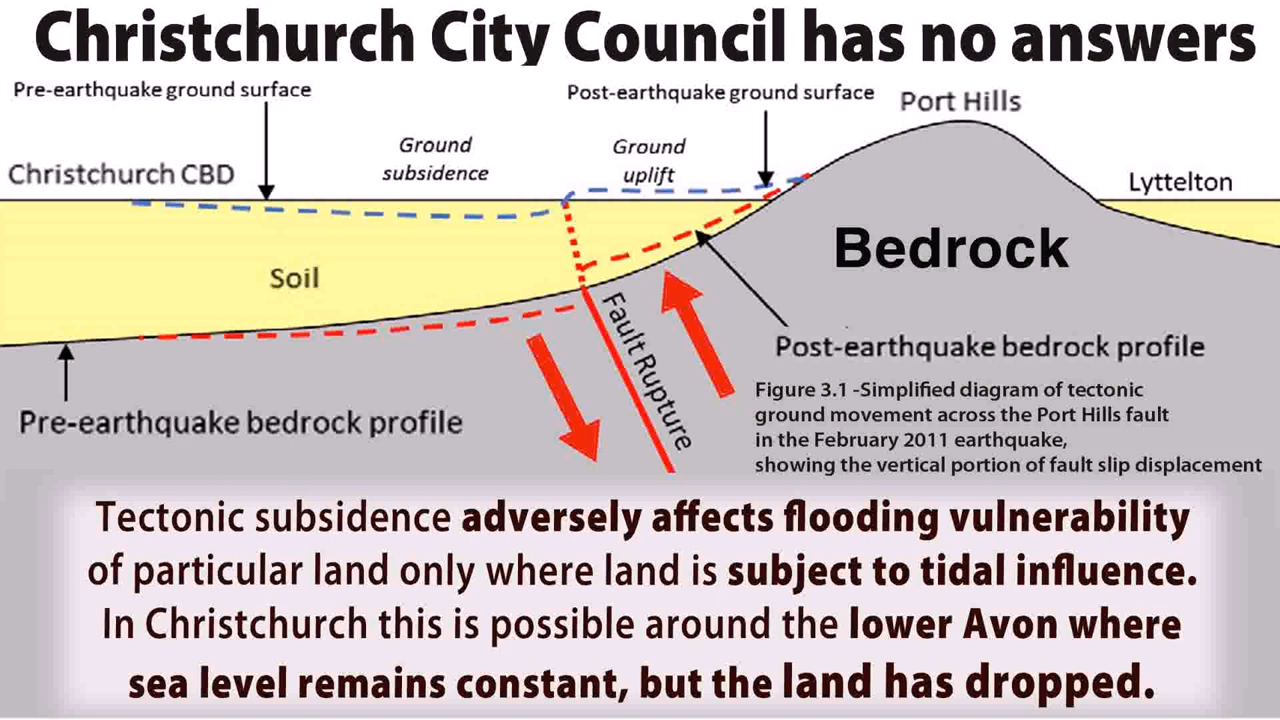 Christchurch City Council has no answers
Pre-earthquake ground surface
Post-earthquake ground surface
Port Hills
Ground
subsidence
Ground
uplift
Christchurch CBD
Lyttelton
Bedrock
Soil
Fault Rupture
Post-earthquake bedrock profile
Pre-earthquake bedrock profile
Figure 3.1 -Simplified diagram of tectonic
ground movement across the Port Hills fault
in the February 2011 earthquake,
showing the vertical portion of fault slip displacement
Tectonic subsidence adversely affects flooding vulnerability
of particular land only where land is subject to tidal influence.
In Christchurch this is possible around the lower Avon where
sea level remains constant, but the land has dropped.